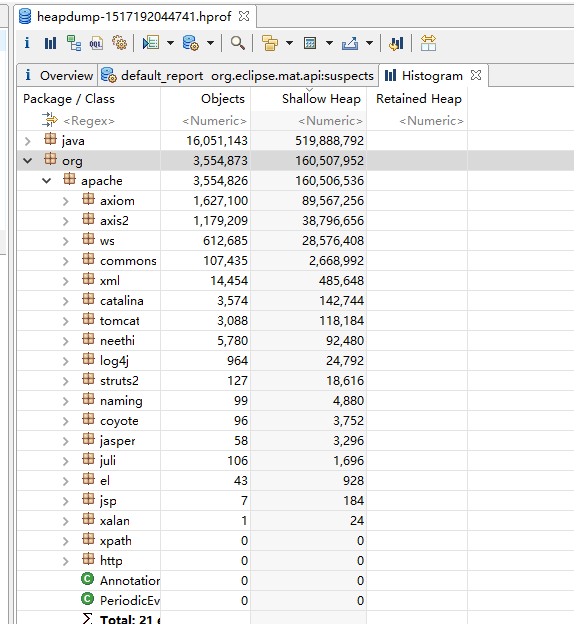 heapdump-1517192044741.hprof
i Overview default_report org.eclipse.mat.api:suspects Histogram
Package / Class Objects Shallow Heap Retained Heap
<Regex> <Numeric> <Numeric> <Numeric>
java 16,051,143 519,888,792
org 3,554,873 160,507,952
apache 3,554,826 160,506,536
axiom 1,627,100 89,567,256
axis2 1,179,209 38,796,656
ws 612,685 28,576,408
commons 107,435 2,668,992
xml 14,454 485,648
catalina 3,574 142,744
tomcat 3,088 118,184
neethi 5,780 92,480
log4j 964 24,792
struts2 127 18,616
naming 99 4,880
coyote 96 3,752
jasper 58 3,296
juli 106 1,696
el 43 928
jsp 7 184
xalan 1 24
xpath 0 0
http 0 0
C Annotation 0 0
C PeriodicEv 0 0
Σ Total: 21 e